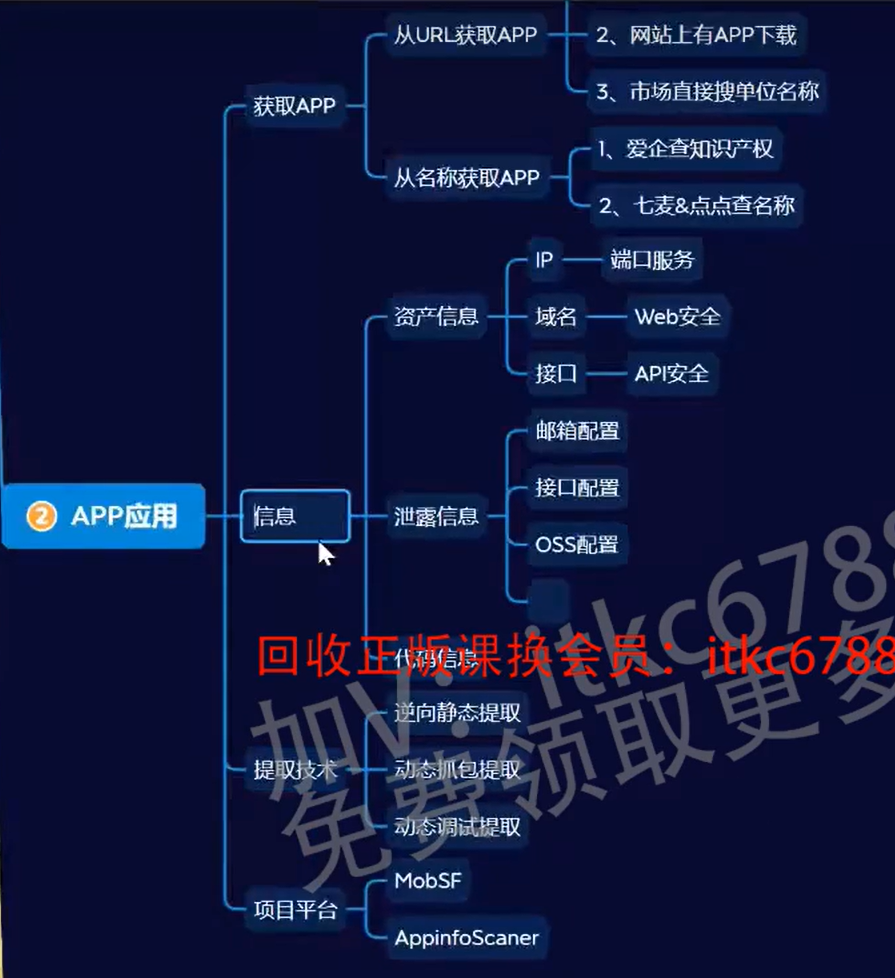 从URL获取APP
2、网站上有APP下载
3、市场直接搜单位名称
获取APP
从名称获取APP
1、爱企查知识产权
2、七麦&点点查名称
资产信息
IP
端口服务
域名
Web安全
接口
API安全
② APP应用
信息
泄露信息
邮箱配置
接口配置
OSS配置
代码信息
回收正版课换会员：itkc6788
加V：itkc6788
免费领取更多
提取技术
逆向静态提取
动态抓包提取
动态调试提取
项目平台
MobSF
AppinfoScaner